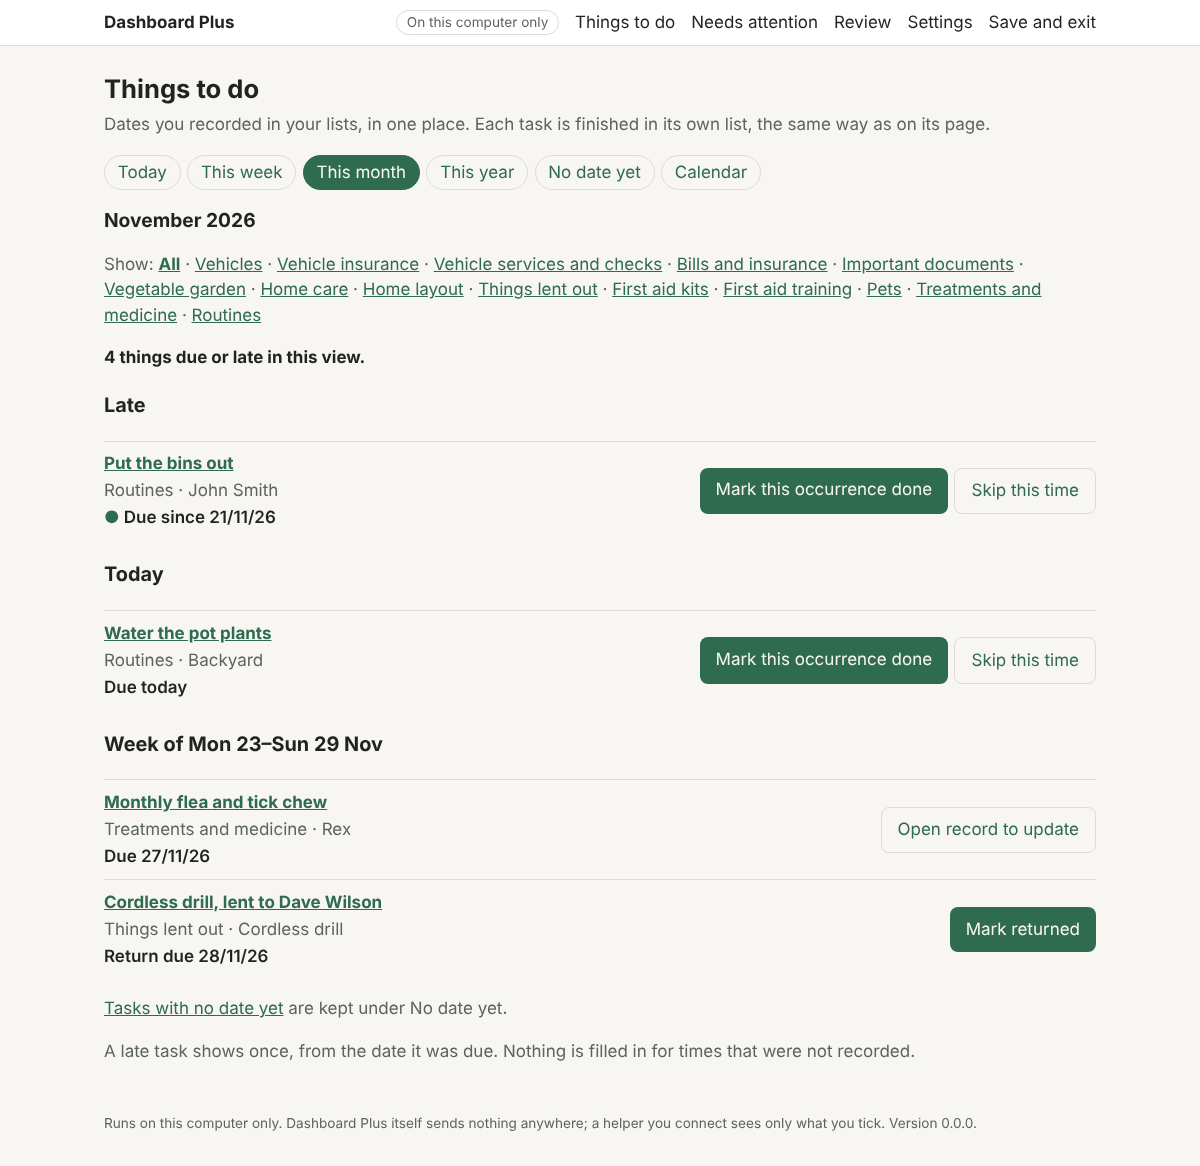 Dashboard Plus
On this computer only
Things to do
Needs attention
Review
Settings
Save and exit
Things to do
Dates you recorded in your lists, in one place. Each task is finished in its own list, the same way as on its page.
Today
This week
This month
This year
No date yet
Calendar
November 2026
Show: All · Vehicles · Vehicle insurance · Vehicle services and checks · Bills and insurance · Important documents ·
Vegetable garden · Home care · Home layout · Things lent out · First aid kits · First aid training · Pets · Treatments and
medicine · Routines
4 things due or late in this view.
Late
Put the bins out
Routines · John Smith
Due since 21/11/26
Mark this occurrence done
Skip this time
Today
Water the pot plants
Routines · Backyard
Due today
Mark this occurrence done
Skip this time
Week of Mon 23–Sun 29 Nov
Monthly flea and tick chew
Treatments and medicine · Rex
Due 27/11/26
Open record to update
Cordless drill, lent to Dave Wilson
Things lent out · Cordless drill
Return due 28/11/26
Mark returned
Tasks with no date yet are kept under No date yet.
A late task shows once, from the date it was due. Nothing is filled in for times that were not recorded.
Runs on this computer only. Dashboard Plus itself sends nothing anywhere; a helper you connect sees only what you tick. Version 0.0.0.